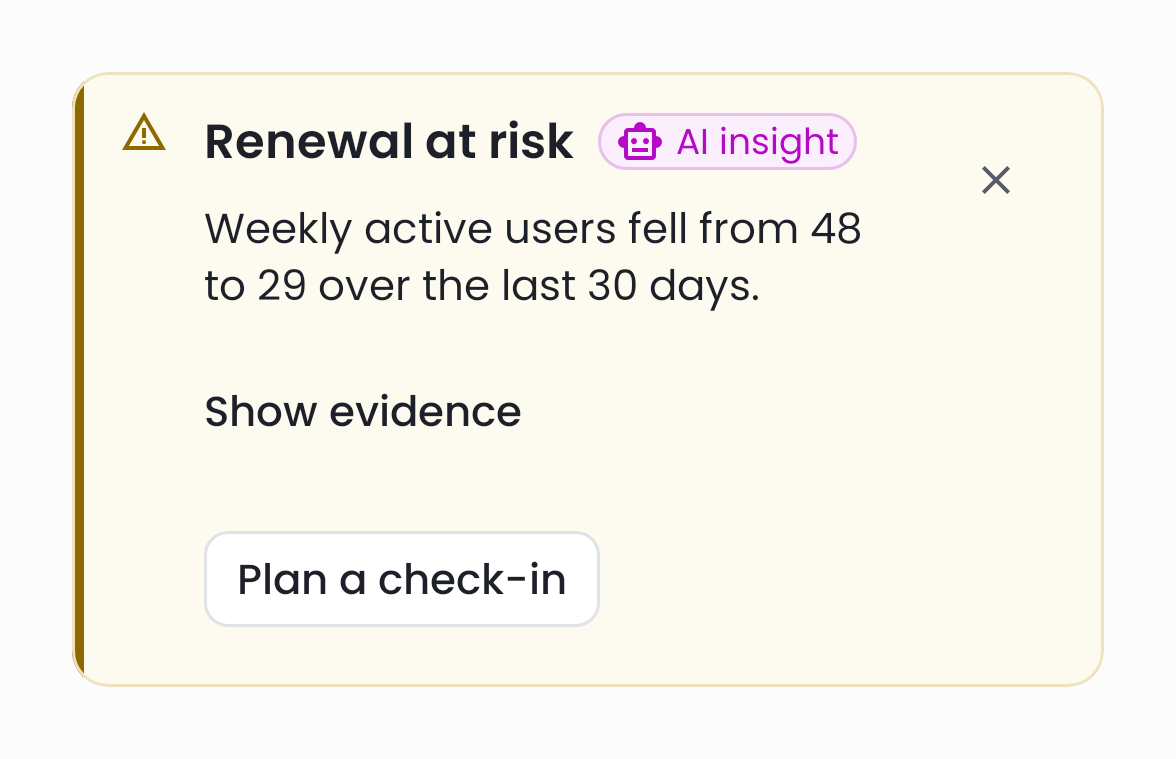 Renewal at risk
AI insight
Weekly active users fell from 48
to 29 over the last 30 days.
Show evidence
Plan a check-in